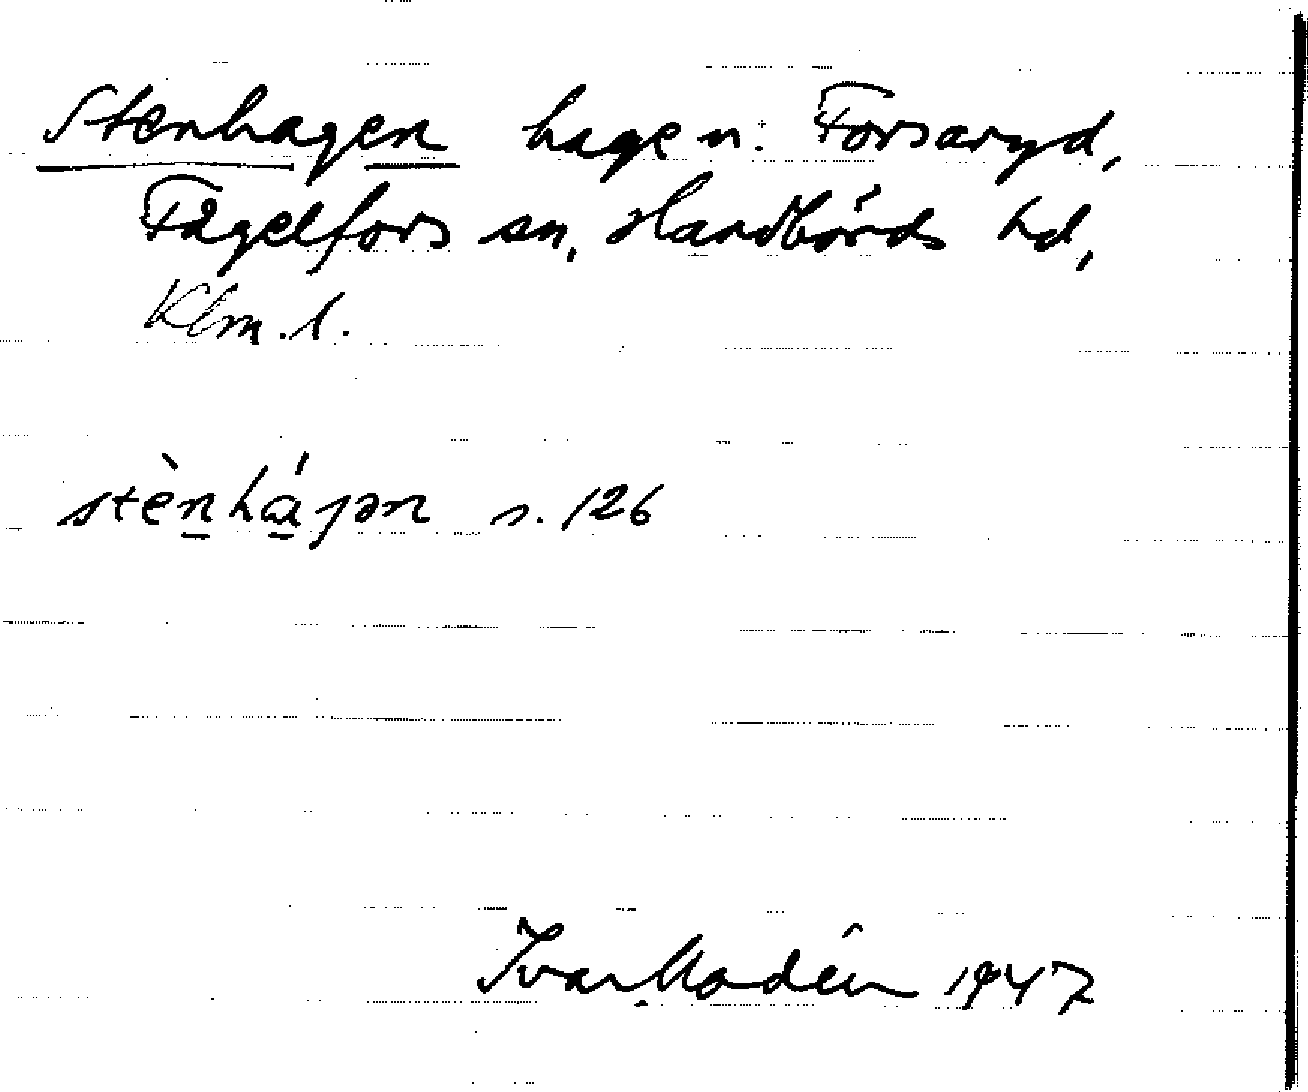 Stenhagen hage n. Forsaryd,
Fågelfors sn, Handbörds hd,
Klm. l.
stènhájən s. 126
Ivar Modéer 1947